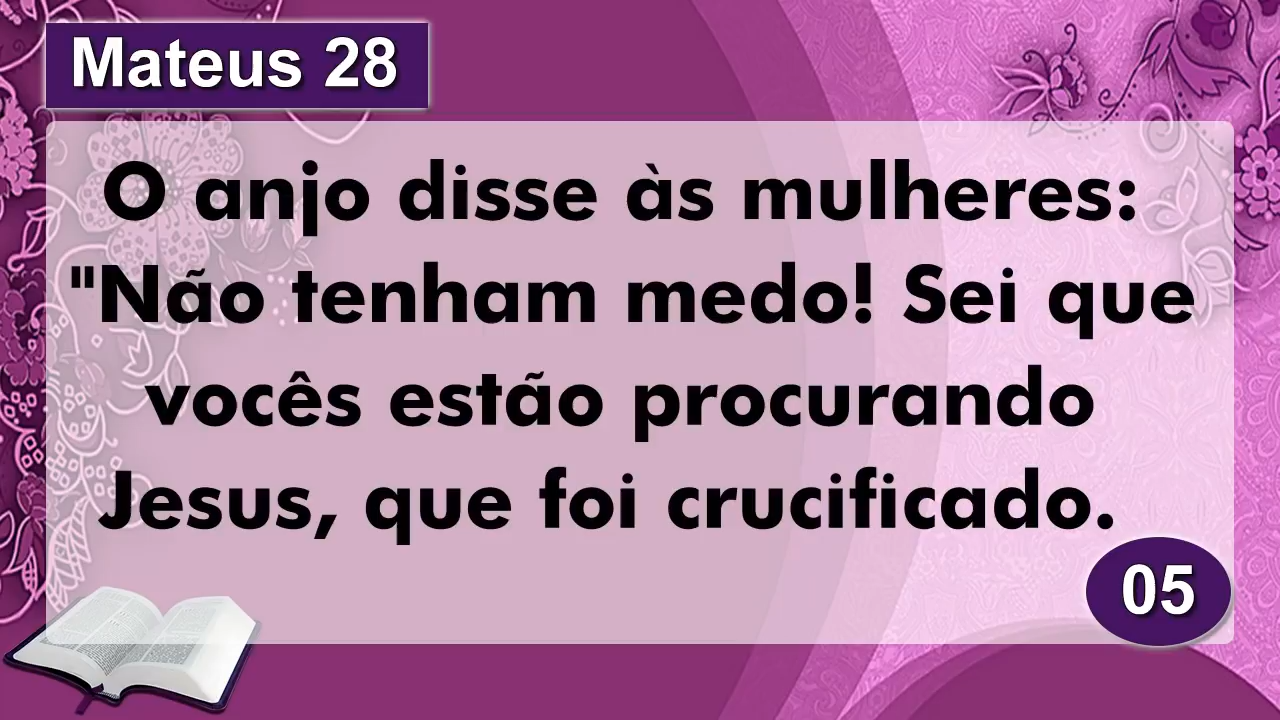 Mateus 28
O anjo disse às mulheres:
"Não tenham medo! Sei que
vocês estão procurando
Jesus, que foi crucificado.
05